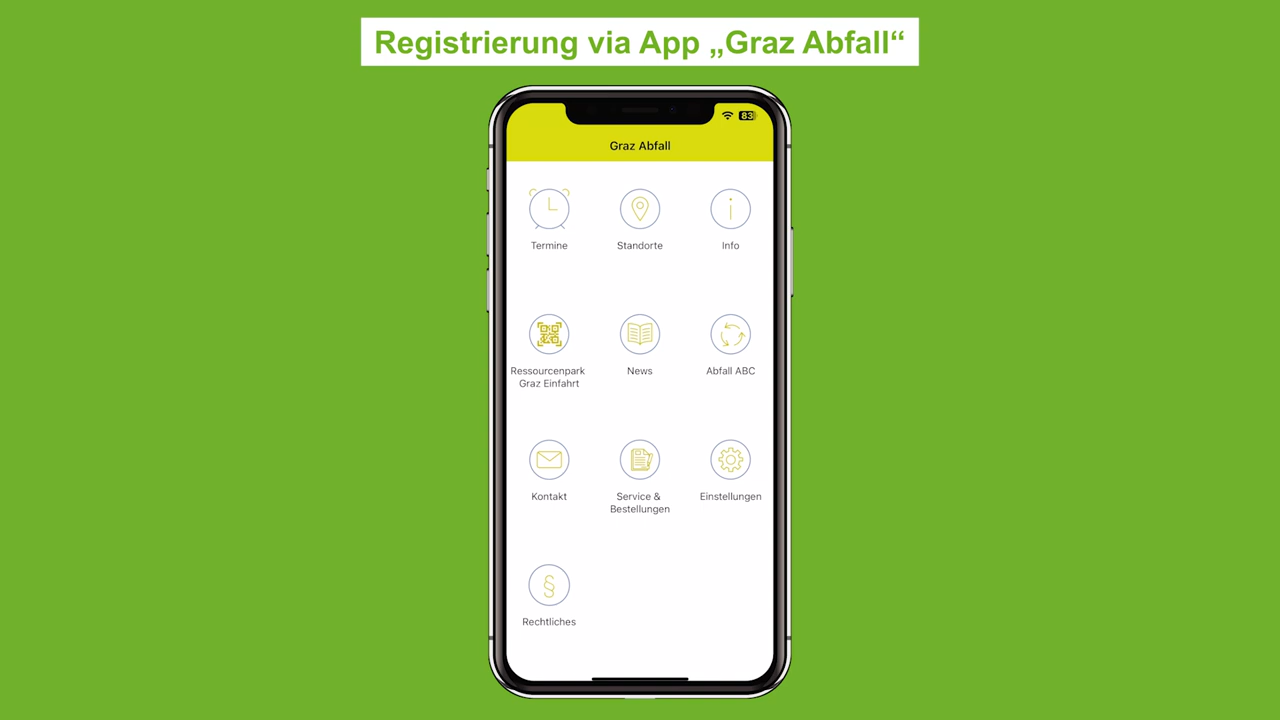 Registrierung via App „Graz Abfall“
83
Graz Abfall
Termine
Standorte
Info
Ressourcenpark
Graz Einfahrt
News
Abfall ABC
Kontakt
Service &
Bestellungen
Einstellungen
Rechtliches